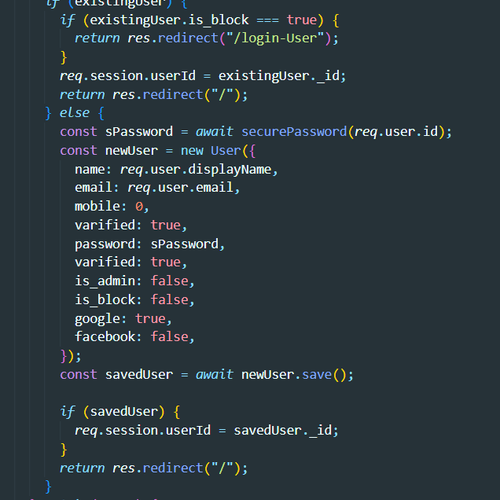 if (existingUser) {
if (existingUser.is_block === true) {
return res.redirect("/login-User");
}
req.session.userId = existingUser._id;
return res.redirect("/");
} else {
const sPassword = await securePassword(req.user.id);
const newUser = new User({
name: req.user.displayName,
email: req.user.email,
mobile: 0,
varified: true,
password: sPassword,
varified: true,
is_admin: false,
is_block: false,
google: true,
facebook: false,
});
const savedUser = await newUser.save();
if (savedUser) {
req.session.userId = savedUser._id;
}
return res.redirect("/");
}